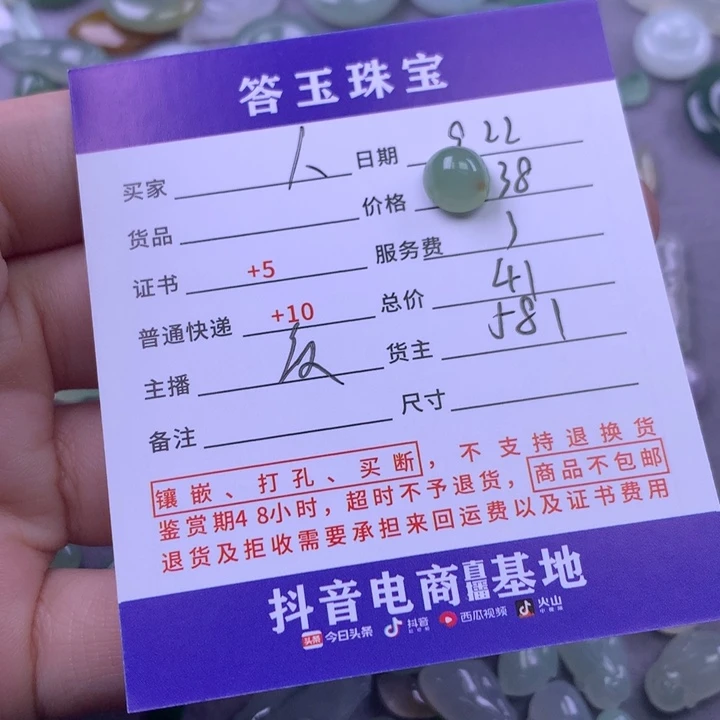 答玉珠宝
买家 人 日期 9 22
货品 价格 38
证书 +5 服务费
普通快递 +10 总价 41
主播 货主 581
备注 尺寸
镶嵌、打孔、买断，不支持退换货
鉴赏期48小时，超时不予退货，商品不包邮
退货及拒收需要承担来回运费以及证书费用
抖音电商直播基地
头条 今日头条 抖音 西瓜视频 火山